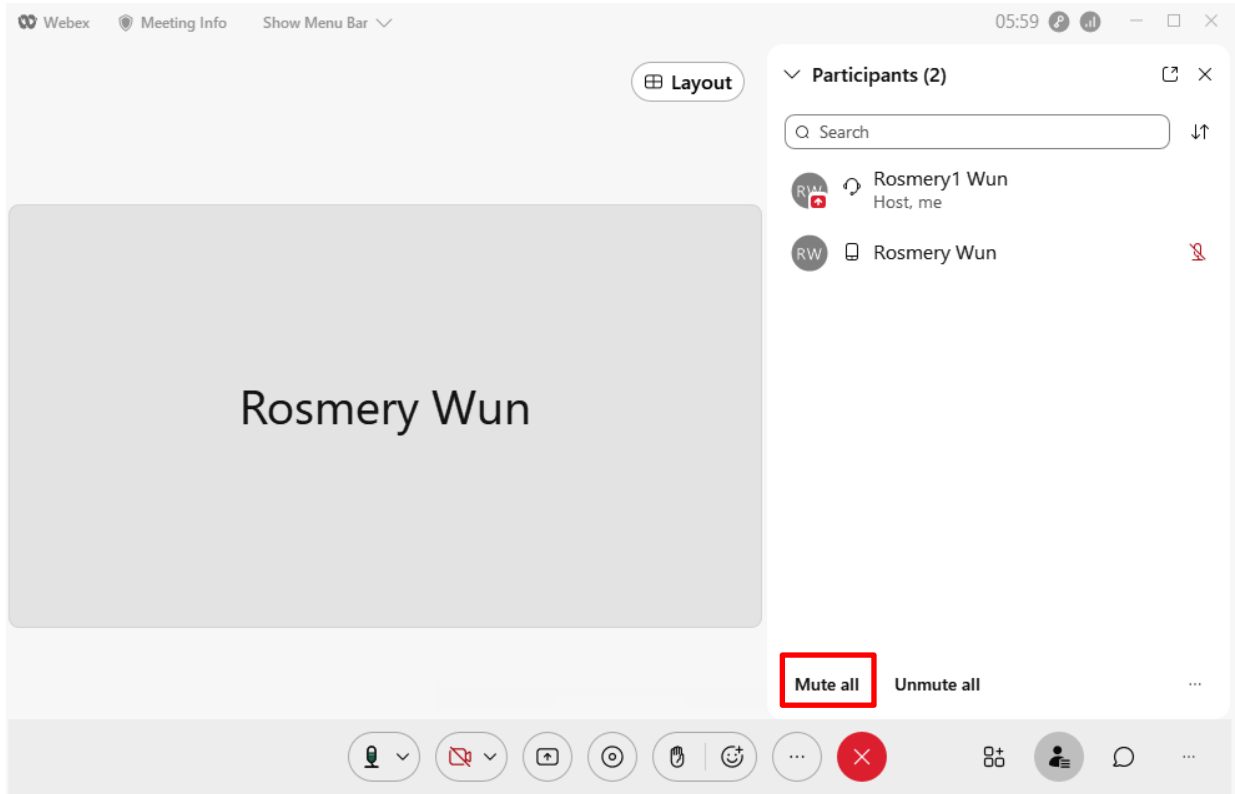 Webex Meeting Info Show Menu Bar 05:59
Layout
Participants (2)
Search
RW Rosmery1 Wun
Host, me
RW Rosmery Wun
Rosmery Wun
Mute all Unmute all